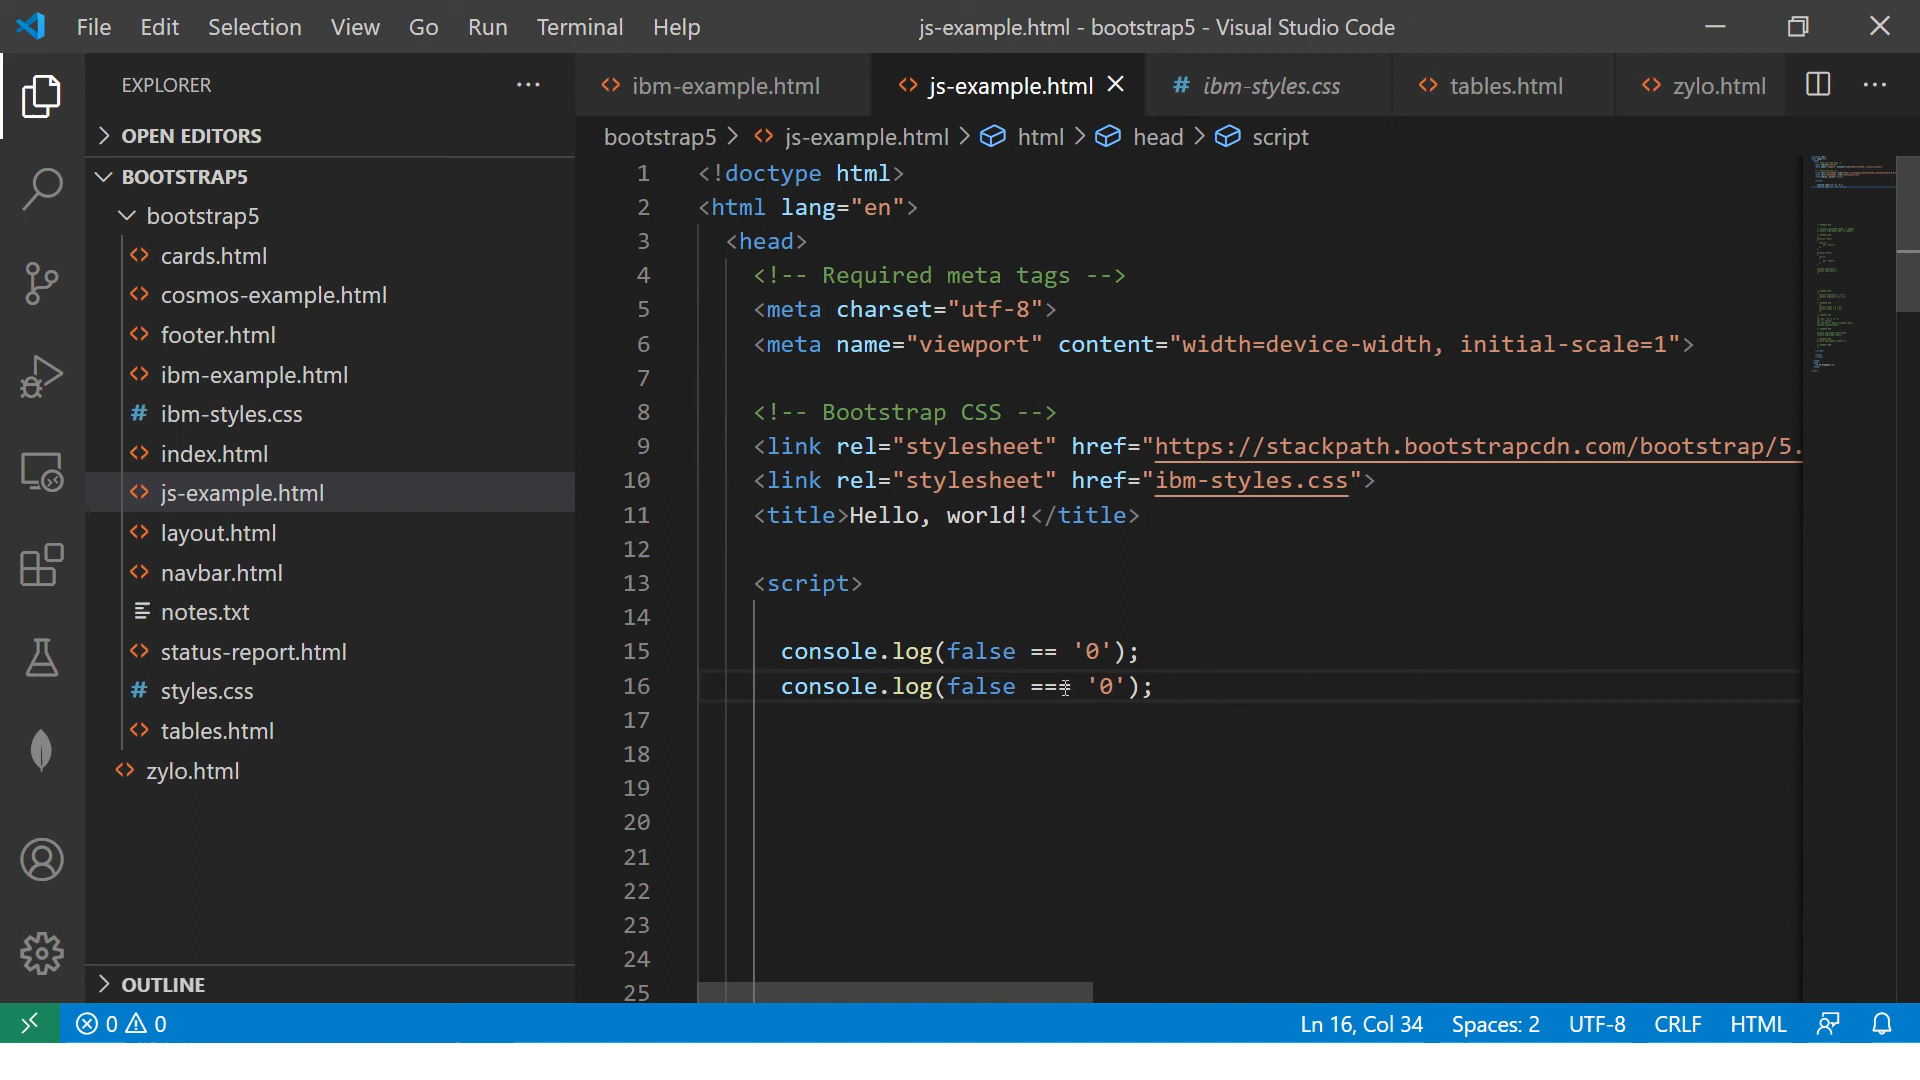 File Edit Selection View Go Run Terminal Help js-example.html - bootstrap5 - Visual Studio Code
EXPLORER
OPEN EDITORS
BOOTSTRAP5
bootstrap5
cards.html
cosmos-example.html
footer.html
ibm-example.html
ibm-styles.css
index.html
js-example.html
layout.html
navbar.html
notes.txt
status-report.html
styles.css
tables.html
zylo.html
OUTLINE
ibm-example.html js-example.html ibm-styles.css tables.html zylo.html
bootstrap5 > js-example.html > html > head > script
1 <!doctype html>
2 <html lang="en">
3 <head>
4 <!-- Required meta tags -->
5 <meta charset="utf-8">
6 <meta name="viewport" content="width=device-width, initial-scale=1">
7
8 <!-- Bootstrap CSS -->
9 <link rel="stylesheet" href="https://stackpath.bootstrapcdn.com/bootstrap/5.
10 <link rel="stylesheet" href="ibm-styles.css">
11 <title>Hello, world!</title>
12
13 <script>
14
15 console.log(false == '0');
16 console.log(false === '0');
17
18
19
20
21
22
23
24
25
0 0 Ln 16, Col 34 Spaces: 2 UTF-8 CRLF HTML